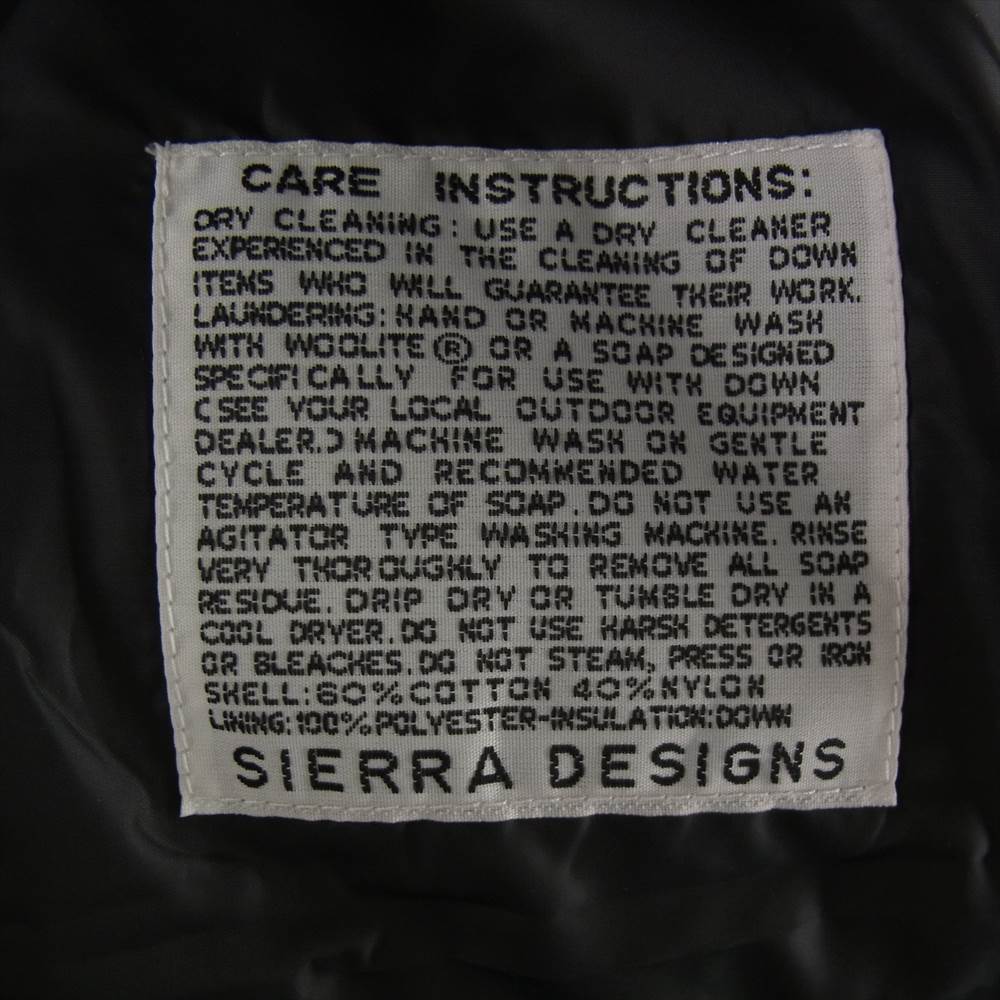 CARE INSTRUCTIONS:
DRY CLEANING: USE A DRY CLEANER
EXPERIENCED IN THE CLEANING OF DOWN
ITEMS WHO WILL GUARANTEE THEIR WORK.
LAUNDERING: HAND OR MACHINE WASH
WITH WOOLITE® OR A SOAP DESIGNED
SPECIFICALLY FOR USE WITH DOWN
(SEE YOUR LOCAL OUTDOOR EQUIPMENT
DEALER.) MACHINE WASH ON GENTLE
CYCLE AND RECOMMENDED WATER
TEMPERATURE OF SOAP. DO NOT USE AN
AGITATOR TYPE WASHING MACHINE. RINSE
VERY THOROUGHLY TO REMOVE ALL SOAP
RESIDUE. DRIP DRY OR TUMBLE DRY IN A
COOL DRYER. DO NOT USE HARSH DETERGENTS
OR BLEACHES. DO NOT STEAM, PRESS OR IRON
SHELL: 60% COTTON 40% NYLON
LINING: 100% POLYESTER-INSULATION: DOWN
SIERRA DESIGNS